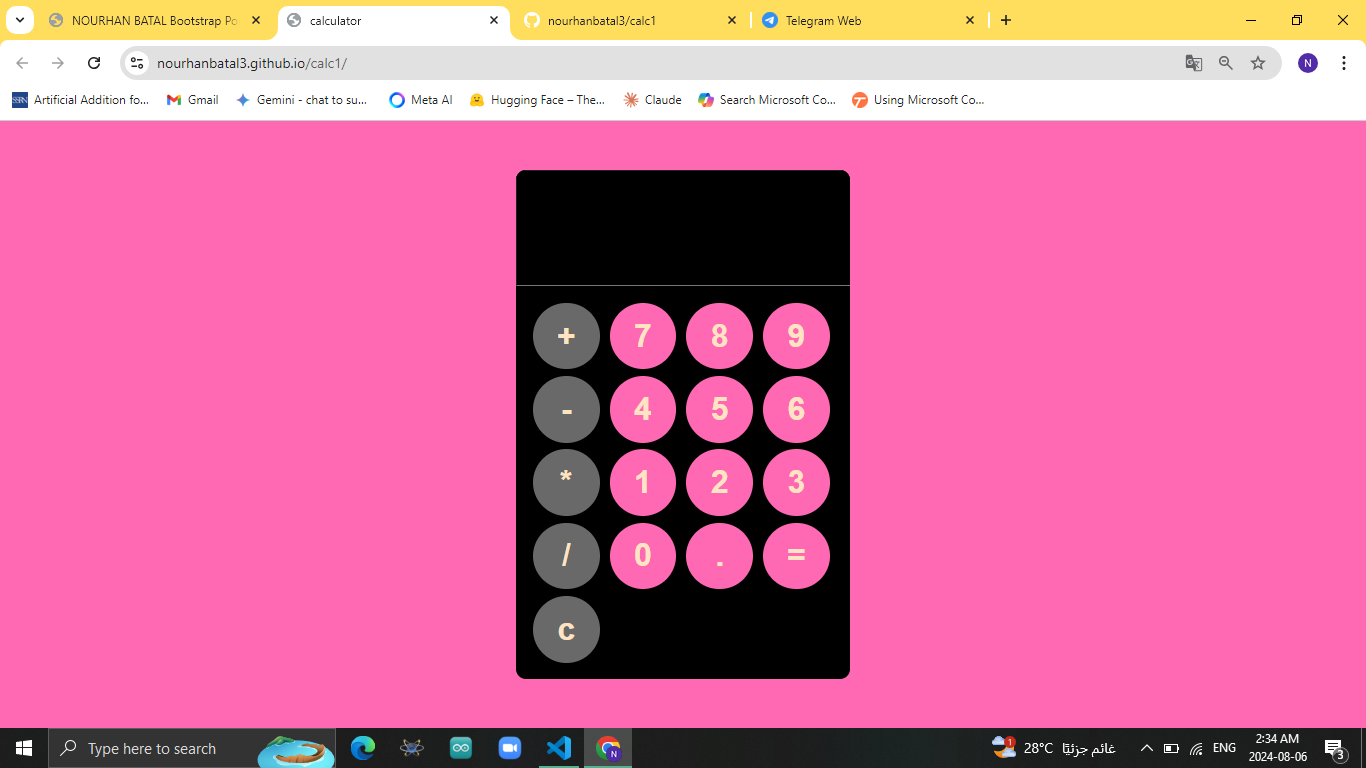 NOURHAN BATAL Bootstrap Po
calculator
nourhanbatal3/calc1
Telegram Web
nourhanbatal3.github.io/calc1/
N
SSRN
Artificial Addition fo...
Gmail
Gemini - chat to su...
Meta AI
Hugging Face – The...
Claude
Search Microsoft Co...
Using Microsoft Co...
+ 7 8 9
- 4 5 6
* 1 2 3
/ 0 . =
c
Type here to search
N
1
28°C غائم جزئيًا
ENG
2:34 AM
2024-08-06
3